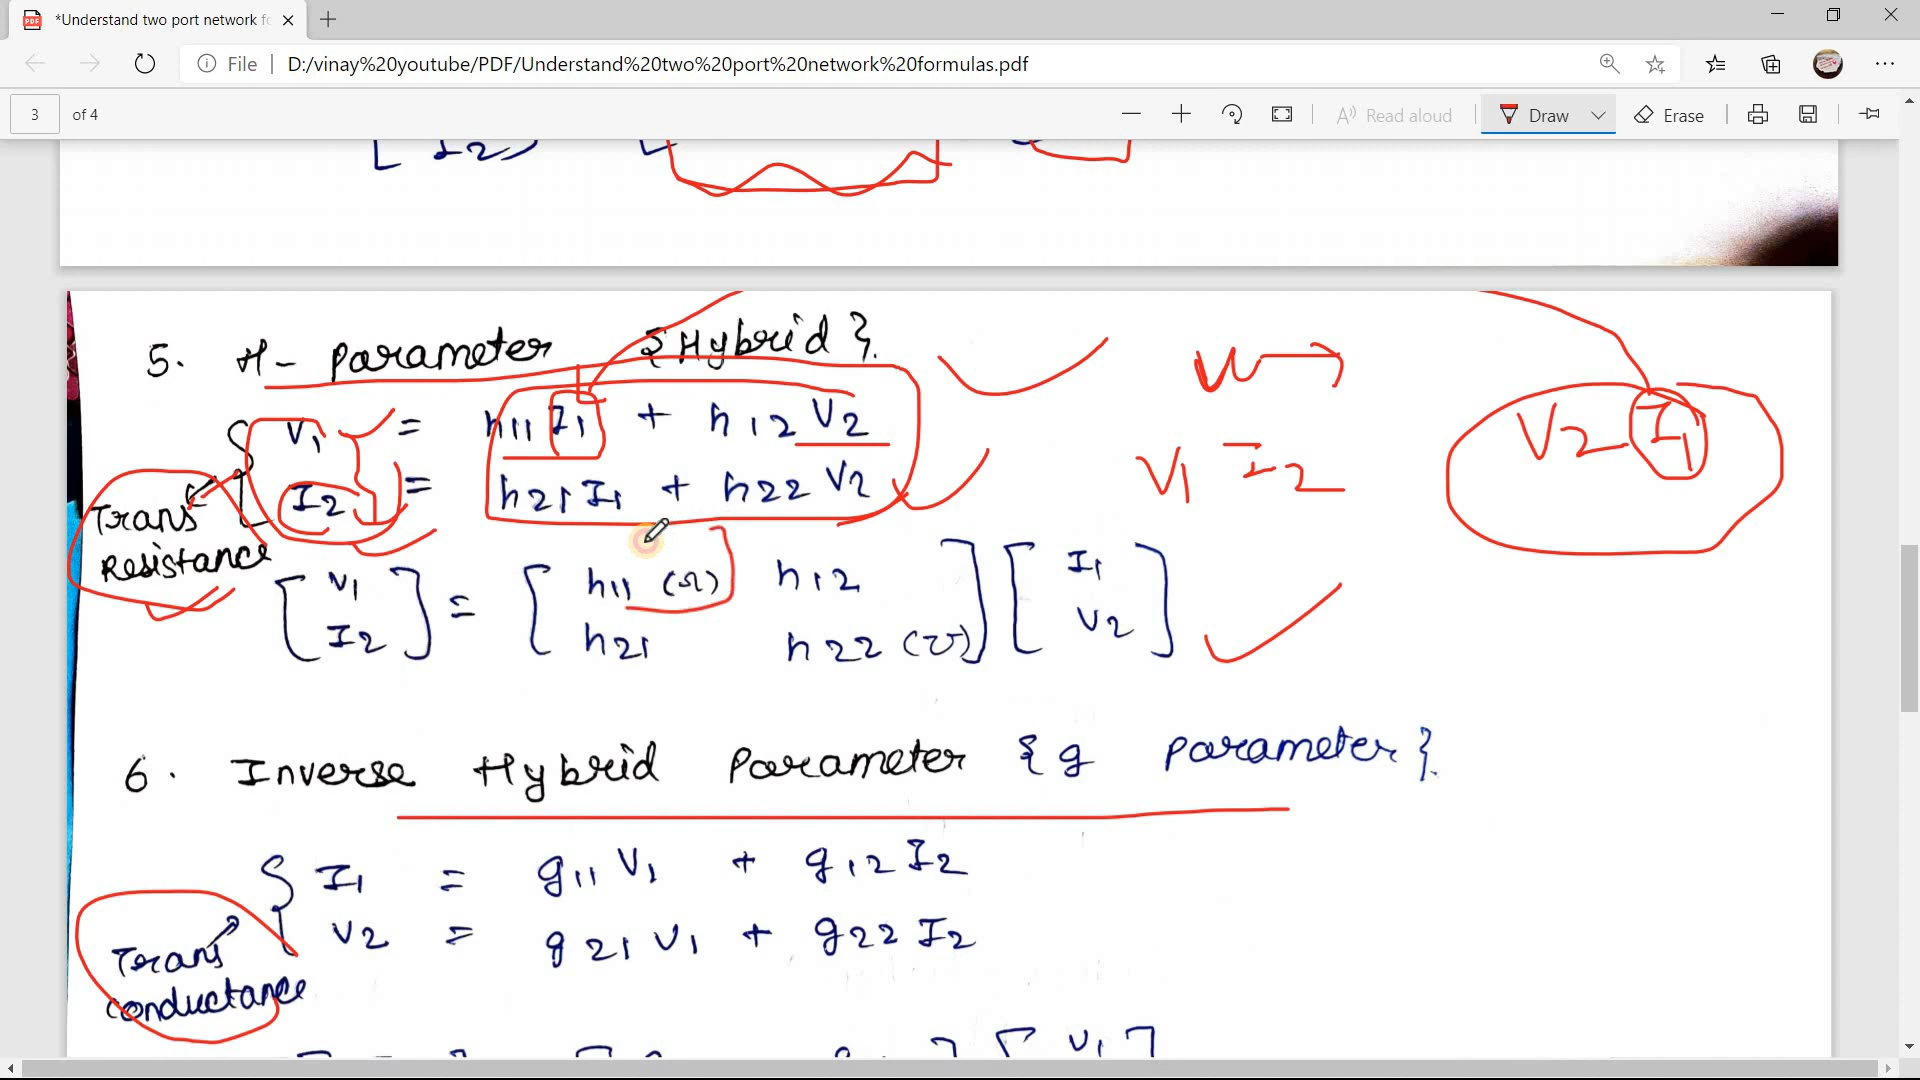 *Understand two port network fo
File | D:/vinay%20youtube/PDF/Understand%20two%20port%20network%20formulas.pdf
3 of 4 Read aloud Draw Erase
I2
5. H- Parameter {Hybrid}.
V1 = h11 I1 + h12 V2
I2 = h21 I1 + h22 V2
V1 I2
V2 I1
Trans
Resistance
[V1 I2] = [h11 (Ω) h12 h21 h22 (℧)] [I1 V2]
6. Inverse Hybrid Parameter {g Parameter}.
I1 = g11 V1 + g12 I2
V2 = g21 V1 + g22 I2
Trans
conductance
V1